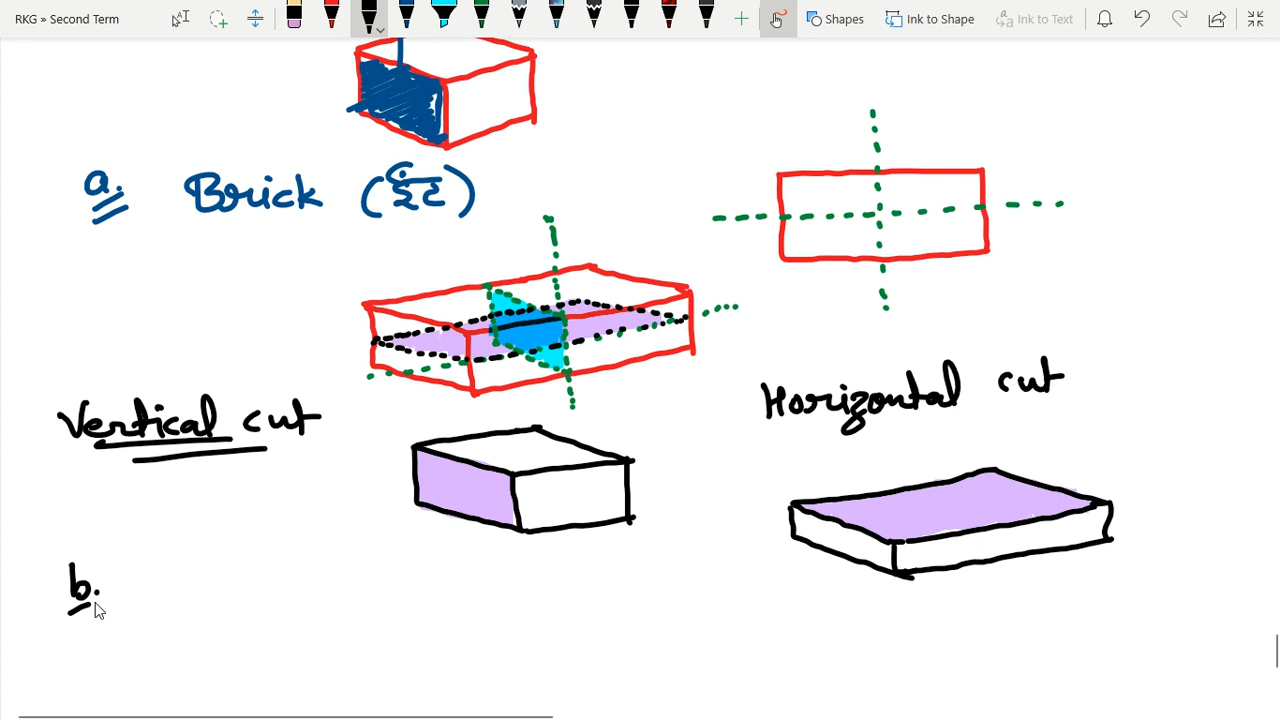 RKG » Second Term
Shapes
Ink to Shape
Ink to Text
a. Brick (ईंट)
Vertical cut
Horizontal cut
b.